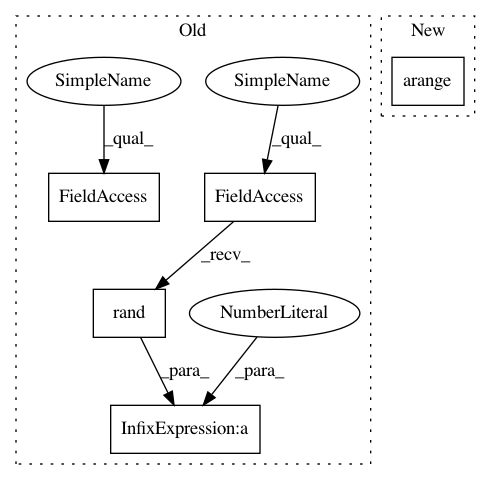 Old
New
SimpleName
SimpleName
arange
_qual_
_qual_
FieldAccess
FieldAccess
_recv_
rand
NumberLiteral
_para_
_para_
InfixExpression:a